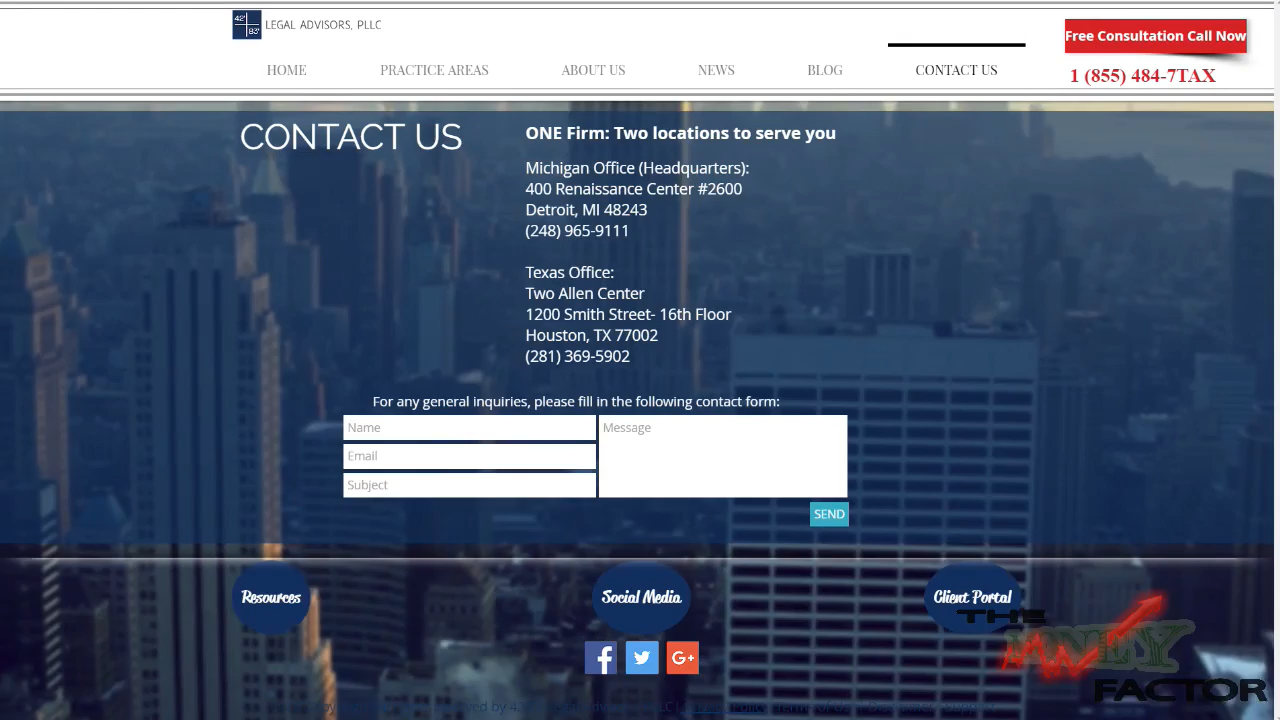 42'
83'
LEGAL ADVISORS, PLLC
Free Consultation Call Now
HOME
PRACTICE AREAS
ABOUT US
NEWS
BLOG
CONTACT US
1 (855) 484-7TAX
CONTACT US
ONE Firm: Two locations to serve you
Michigan Office (Headquarters):
400 Renaissance Center #2600
Detroit, MI 48243
(248) 965-9111
Texas Office:
Two Allen Center
1200 Smith Street- 16th Floor
Houston, TX 77002
(281) 369-5902
For any general inquiries, please fill in the following contact form:
Name
Message
Email
Subject
SEND
Resources
Social Media
Client Portal
f
G+
THE
FACTOR